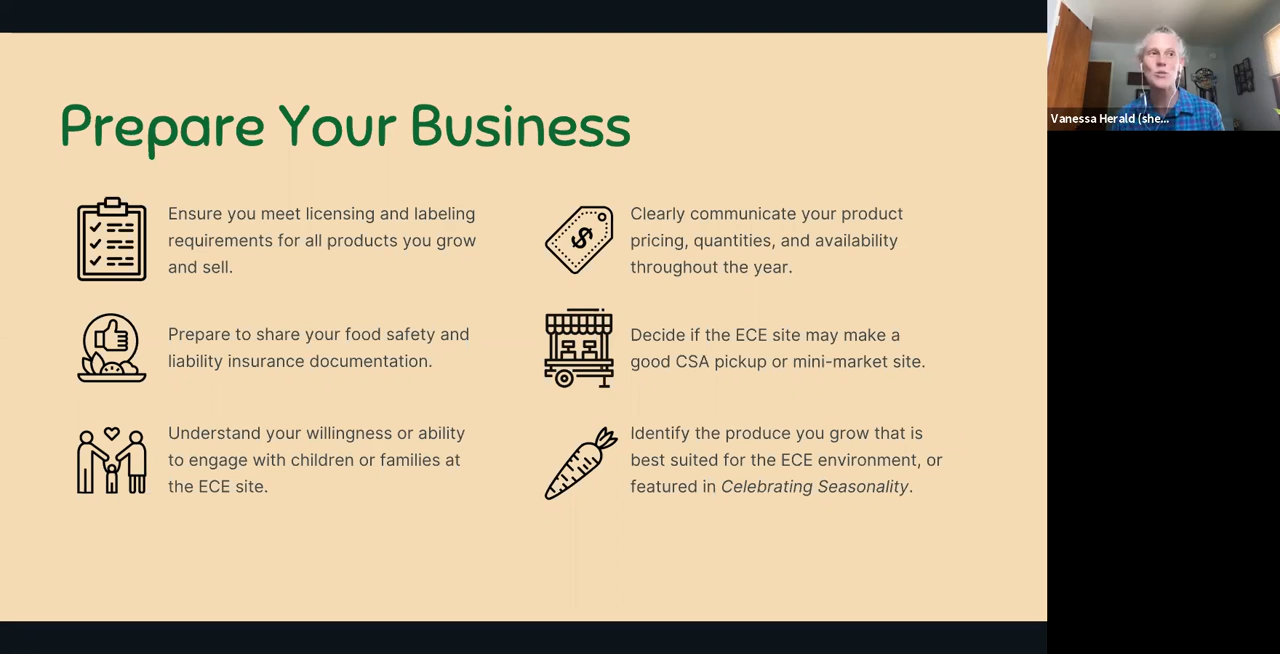 Prepare Your Business
Ensure you meet licensing and labeling
requirements for all products you grow
and sell.
Prepare to share your food safety and
liability insurance documentation.
Understand your willingness or ability
to engage with children or families at
the ECE site.
Clearly communicate your product
pricing, quantities, and availability
throughout the year.
Decide if the ECE site may make a
good CSA pickup or mini-market site.
Identify the produce you grow that is
best suited for the ECE environment, or
featured in Celebrating Seasonality.
Vanessa Herald (she...